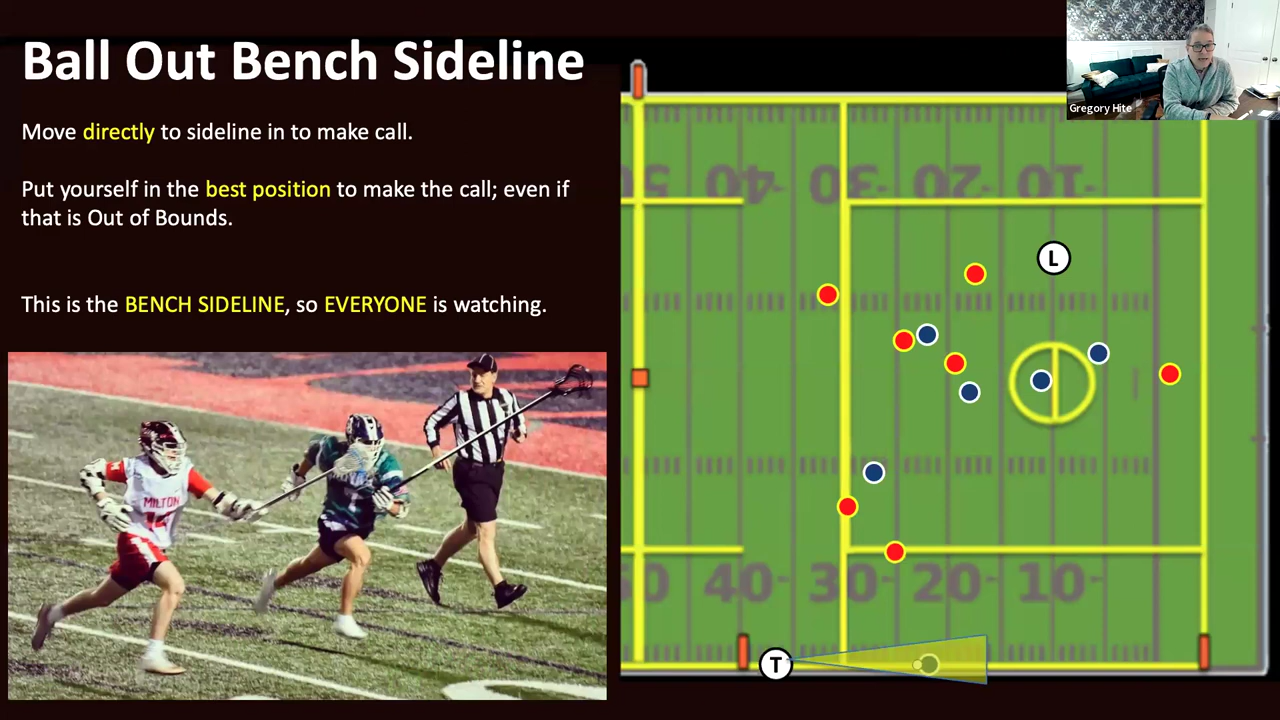 Ball Out Bench Sideline
Gregory Hite
Move directly to sideline in to make call.
Put yourself in the best position to make the call; even if
that is Out of Bounds.
This is the BENCH SIDELINE, so EVERYONE is watching.
MILTON
50 40 30 20 10
L
50 40 30 20 10
T